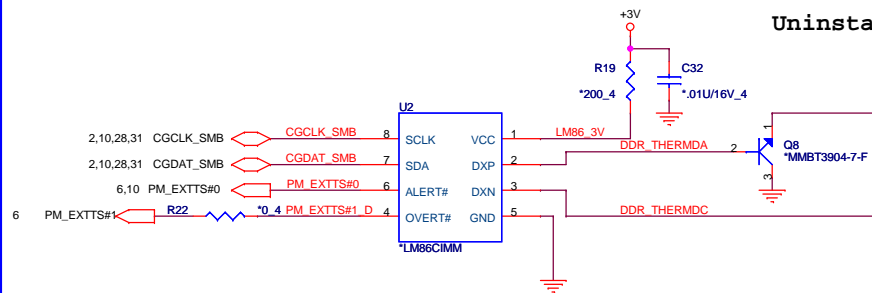 +3V
Uninsta
R19
C32
*200_4
*.01U/16V_4
U2
2,10,28,31 CGCLK_SMB CGCLK_SMB 8 SCLK VCC 1 LM86_3V
DDR_THERMDA 2 1 Q8
2,10,28,31 CGDAT_SMB CGDAT_SMB 7 SDA DXP 2 *MMBT3904-7-F
3
6,10 PM_EXTTS#0 PM_EXTTS#0 6 ALERT# DXN 3
6 PM_EXTTS#1 R22 *0_4 PM_EXTTS#1_D 4 OVERT# GND 5 DDR_THERMDC
*LM86CIMM